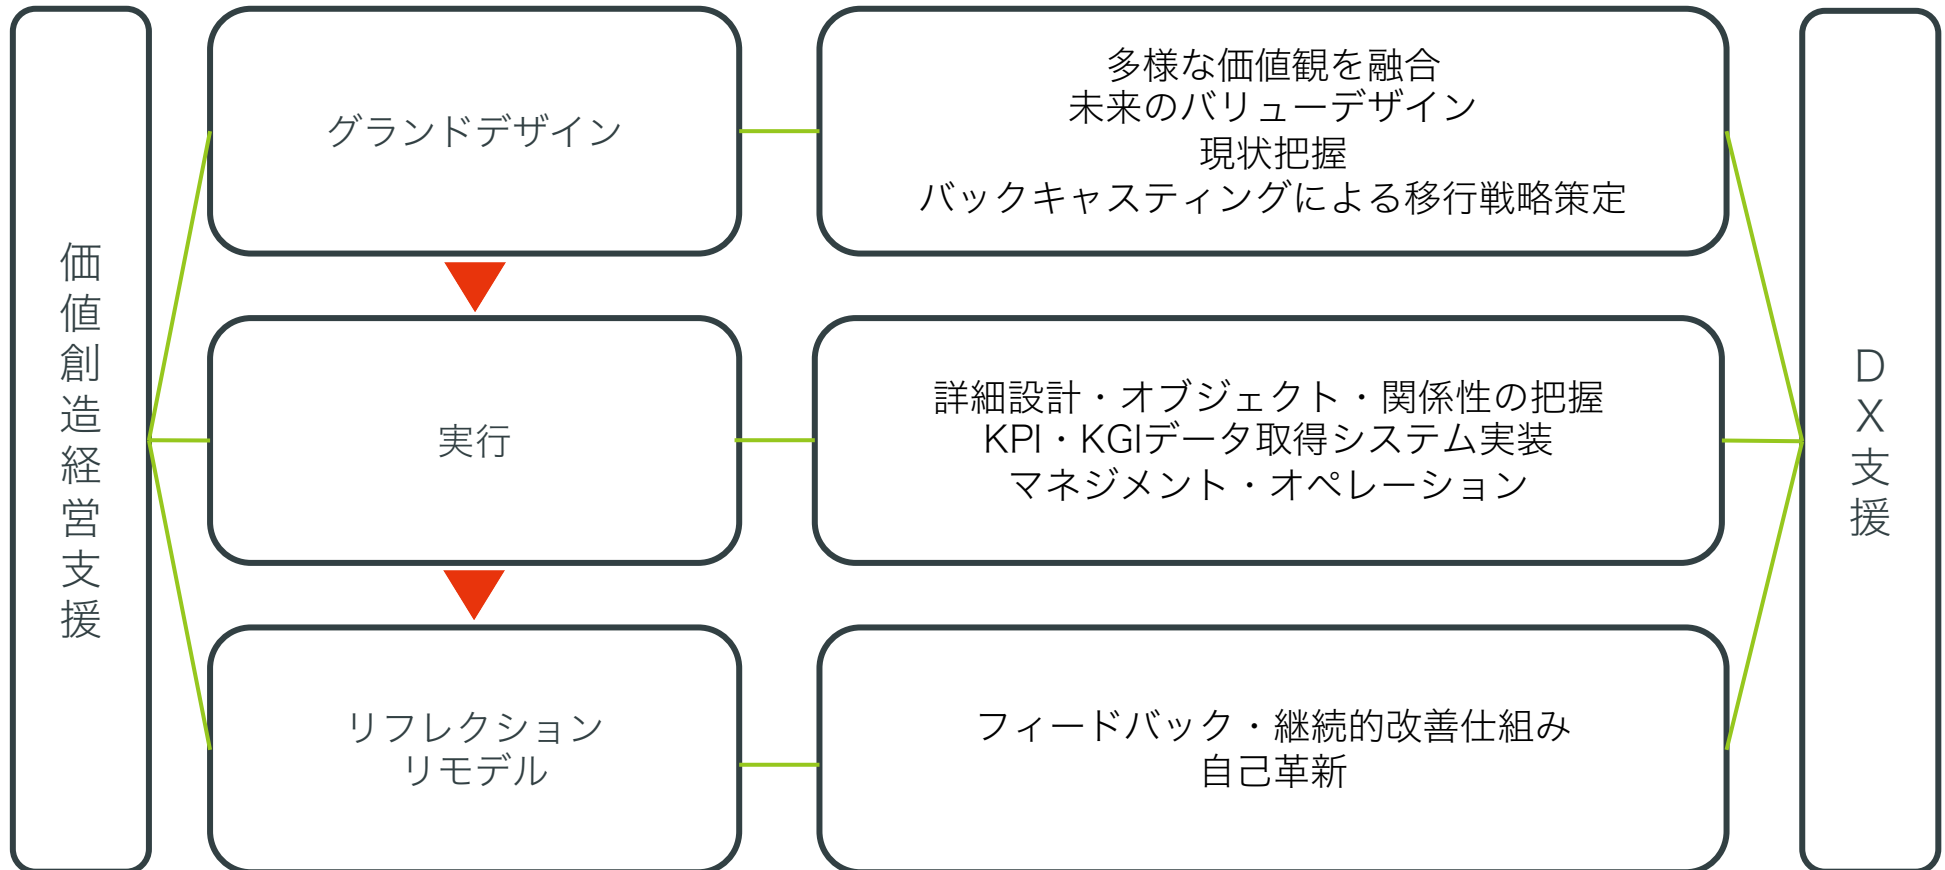 価値創造経営支援
グランドデザイン
多様な価値観を融合
未来のバリューデザイン
現状把握
バックキャスティングによる移行戦略策定
実行
詳細設計・オブジェクト・関係性の把握
KPI・KGIデータ取得システム実装
マネジメント・オペレーション
リフレクション
リモデル
フィードバック・継続的改善仕組み
自己革新
DX支援